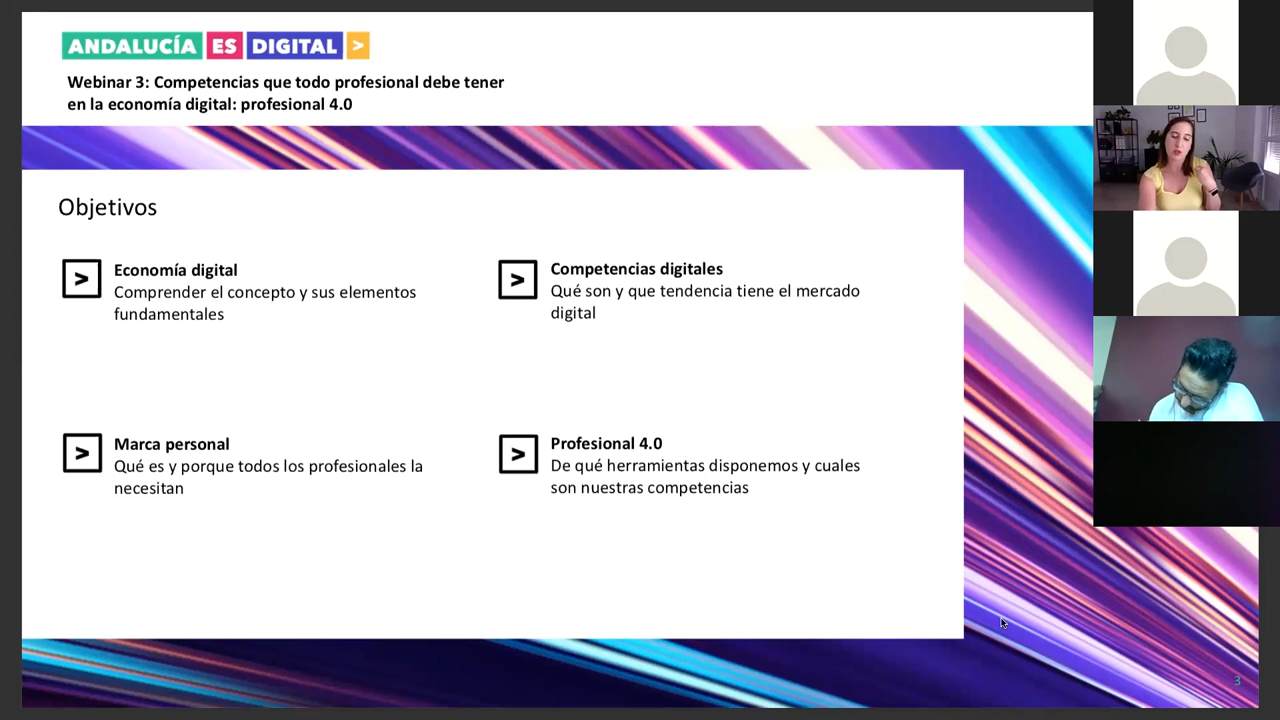 ANDALUCÍA ES DIGITAL >
Webinar 3: Competencias que todo profesional debe tener
en la economía digital: profesional 4.0
Objetivos
> Economía digital
Comprender el concepto y sus elementos
fundamentales
> Competencias digitales
Qué son y que tendencia tiene el mercado
digital
> Marca personal
Qué es y porque todos los profesionales la
necesitan
> Profesional 4.0
De qué herramientas disponemos y cuales
son nuestras competencias
3